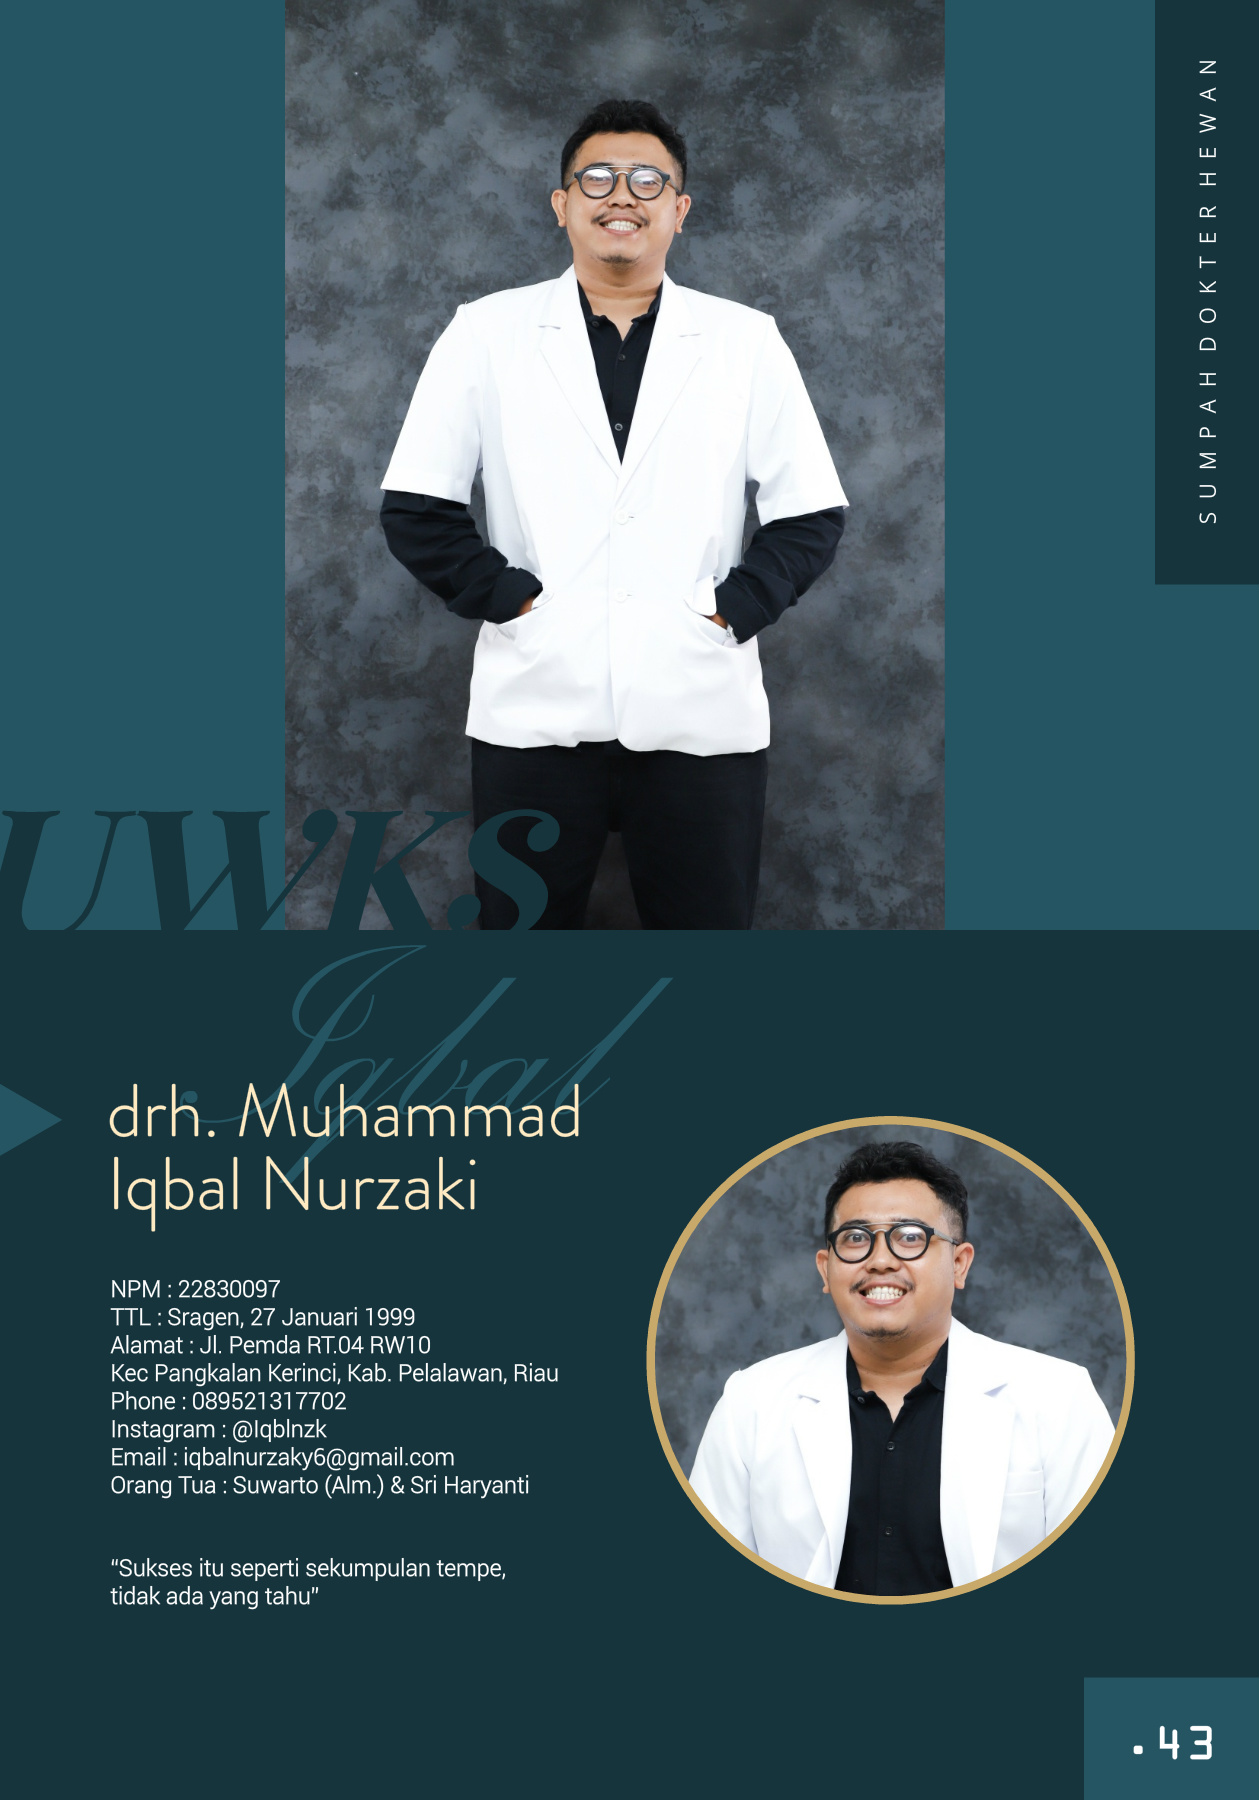 SUMPAH DOKTER HEWAN
UWKS
Iqbal
drh. Muhammad
Iqbal Nurzaki
NPM : 22830097
TTL : Sragen, 27 Januari 1999
Alamat : Jl. Pemda RT.04 RW10
Kec Pangkalan Kerinci, Kab. Pelalawan, Riau
Phone : 089521317702
Instagram : @Iqblnzk
Email : iqbalnurzaky6@gmail.com
Orang Tua : Suwarto (Alm.) & Sri Haryanti
“Sukses itu seperti sekumpulan tempe,
tidak ada yang tahu”
.43